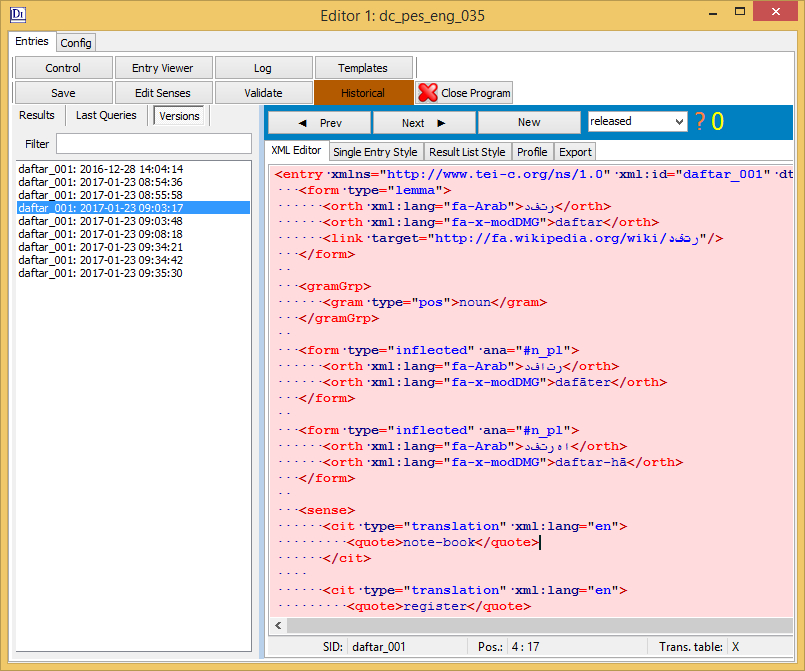 Editor 1: dc_pes_eng_035
Entries Config
Control Entry Viewer Log Templates
Save Edit Senses Validate Historical Close Program
Results Last Queries Versions
Filter
daftar_001: 2016-12-28 14:04:14
daftar_001: 2017-01-23 08:54:36
daftar_001: 2017-01-23 08:55:58
daftar_001: 2017-01-23 09:03:17
daftar_001: 2017-01-23 09:03:48
daftar_001: 2017-01-23 09:08:18
daftar_001: 2017-01-23 09:34:21
daftar_001: 2017-01-23 09:34:42
daftar_001: 2017-01-23 09:35:30
◄ Prev Next ► New released ? 0
XML Editor Single Entry Style Result List Style Profile Export
<entry xmlns="http://www.tei-c.org/ns/1.0" xml:id="daftar_001" dt
<form type="lemma">
<orth xml:lang="fa-Arab">رتفد</orth>
<orth xml:lang="fa-x-modDMG">daftar</orth>
<link target="http://fa.wikipedia.org/wiki/رتفد"/>
</form>
<gramGrp>
<gram type="pos">noun</gram>
</gramGrp>
<form type="inflected" ana="#n_pl">
<orth xml:lang="fa-Arab">رتافد</orth>
<orth xml:lang="fa-x-modDMG">dafāter</orth>
</form>
<form type="inflected" ana="#n_pl">
<orth xml:lang="fa-Arab">اه رتفد</orth>
<orth xml:lang="fa-x-modDMG">daftar-hā</orth>
</form>
<sense>
<cit type="translation" xml:lang="en">
<quote>note-book</quote>
</cit>
<cit type="translation" xml:lang="en">
<quote>register</quote>
SID: daftar_001 Pos.: 4 : 17 Trans. table: X